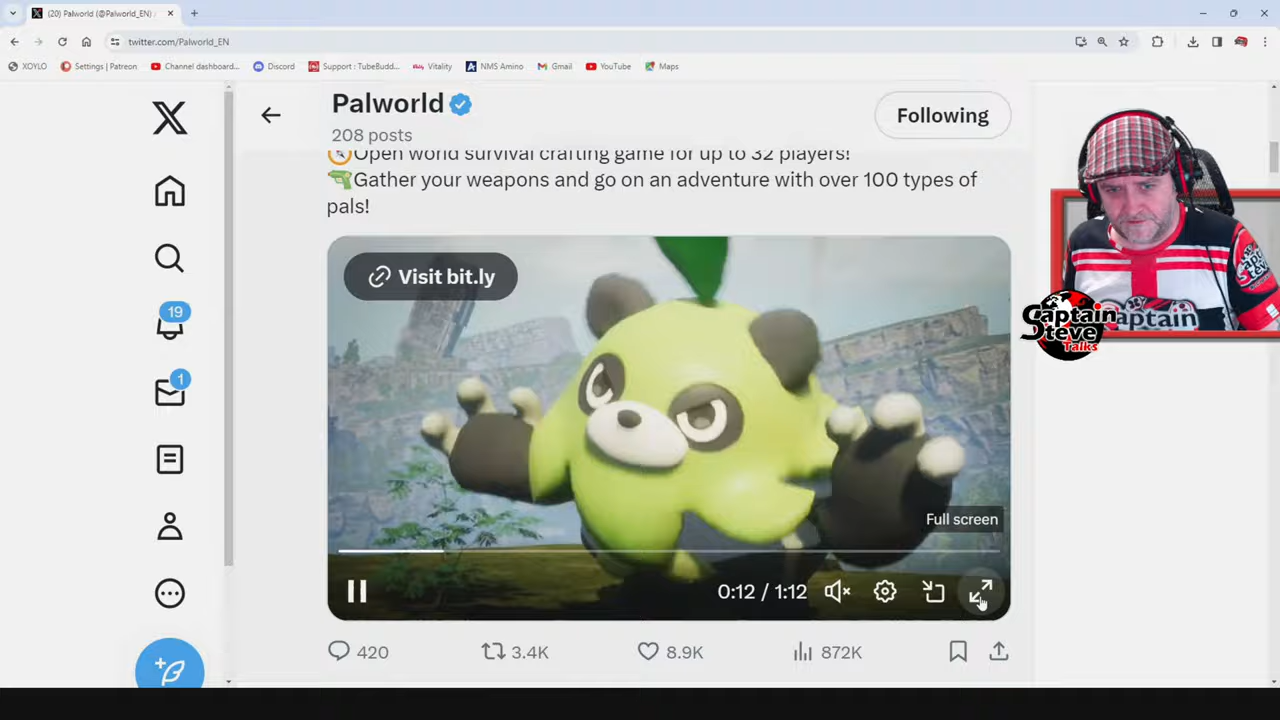 (20) Palworld (@Palworld_EN) /
twitter.com/Palworld_EN
XOYLO
Settings | Patreon
Channel dashboard...
Discord
Support : TubeBudd...
Vitality
NMS Amino
Gmail
YouTube
Maps
Palworld
208 posts
Following
Open world survival crafting game for up to 32 players!
Gather your weapons and go on an adventure with over 100 types of
pals!
Visit bit.ly
19
1
Full screen
0:12 / 1:12
420
3.4K
8.9K
872K
Captain
Steve
Talks
aptain